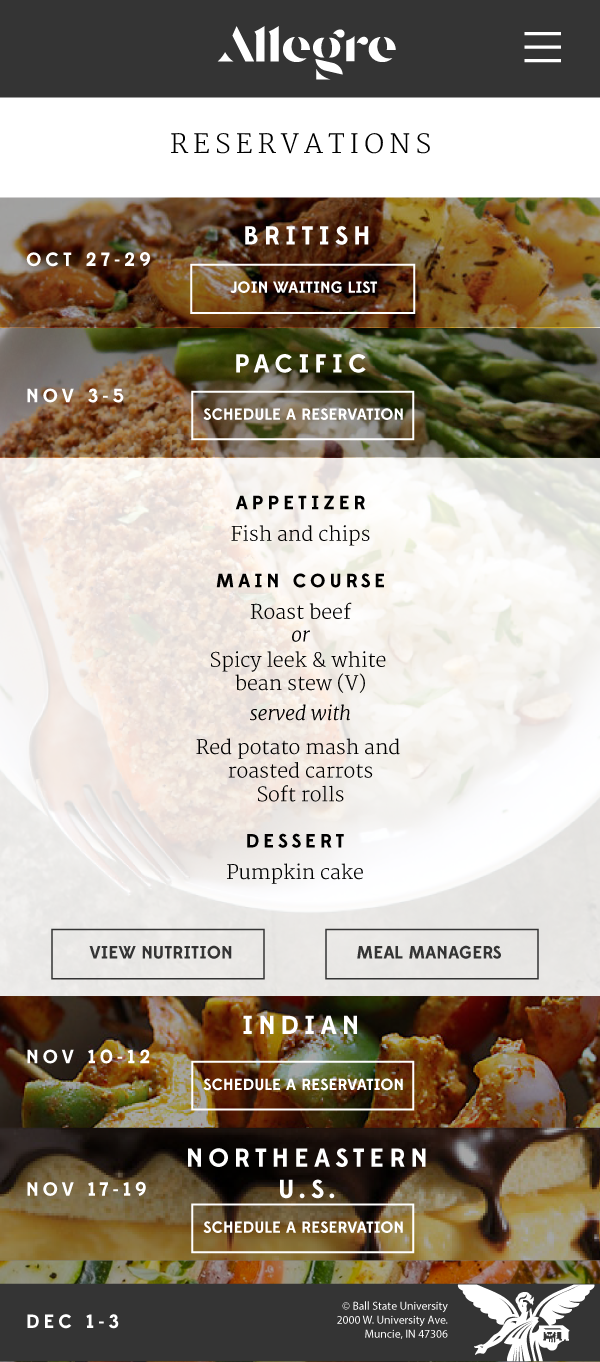 Allegre
RESERVATIONS
BRITISH
OCT 27-29
JOIN WAITING LIST
PACIFIC
NOV 3-5
SCHEDULE A RESERVATION
APPETIZER
Fish and chips
MAIN COURSE
Roast beef
or
Spicy leek & white
bean stew (V)
served with
Red potato mash and
roasted carrots
Soft rolls
DESSERT
Pumpkin cake
VIEW NUTRITION
MEAL MANAGERS
INDIAN
NOV 10-12
SCHEDULE A RESERVATION
NORTHEASTERN
U.S.
NOV 17-19
SCHEDULE A RESERVATION
DEC 1-3
© Ball State University
2000 W. University Ave.
Muncie, IN 47306